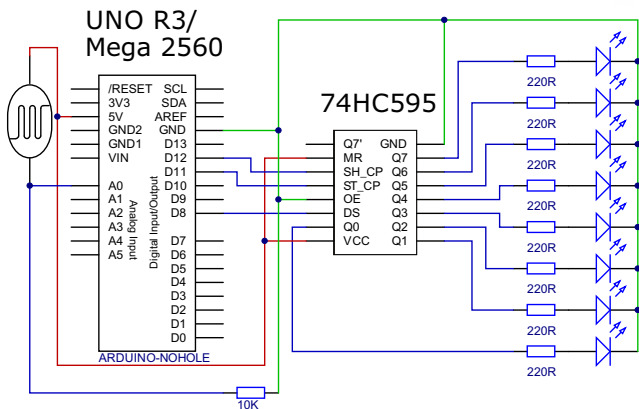 UNO R3/
Mega 2560
/RESET
3V3
5V
GND2
GND1
VIN
A0
A1
A2
A3
A4
A5
Analog Input
Digital Input/Output
SCL
SDA
AREF
GND
D13
D12
D11
D10
D9
D8
D7
D6
D5
D4
D3
D2
D1
D0
ARDUINO-NOHOLE
10K
74HC595
Q7'
MR
SH_CP
ST_CP
OE
DS
Q0
VCC
GND
Q7
Q6
Q5
Q4
Q3
Q2
Q1
220R
220R
220R
220R
220R
220R
220R
220R